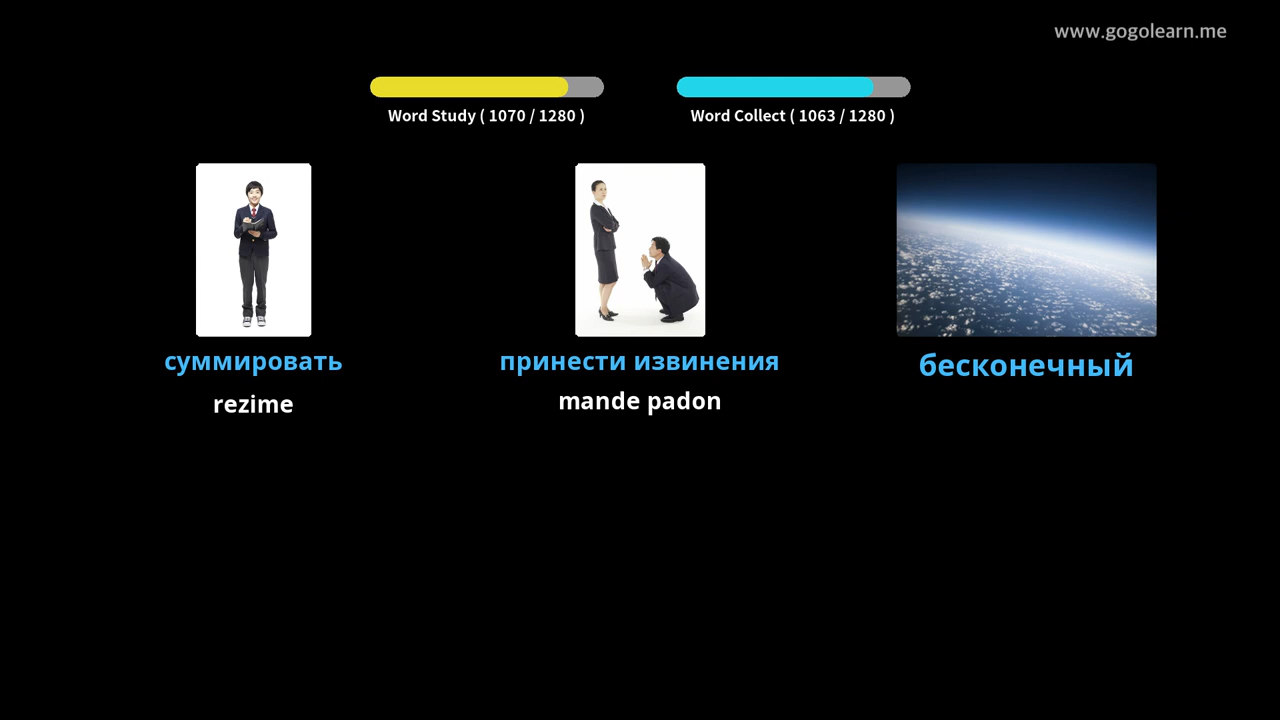 www.gogolearn.me
Word Study ( 1070 / 1280 )
Word Collect ( 1063 / 1280 )
суммировать
rezime
принести извинения
mande padon
бесконечный